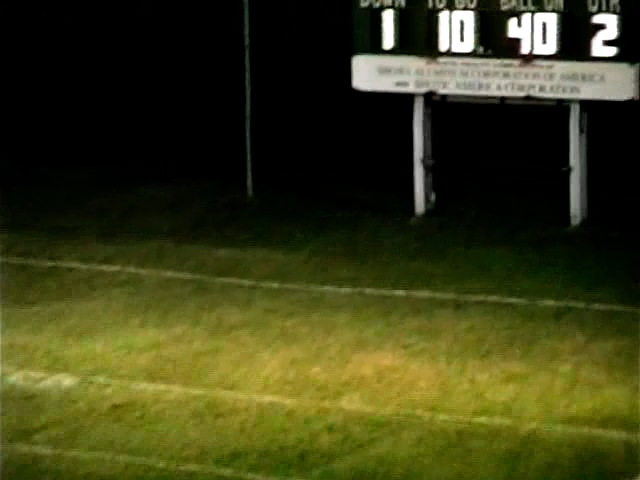 DOWN TO GO BALL ON QTR
1 10 40 2
CORPORATION OF AMERICA
AMERICA CORPORATION